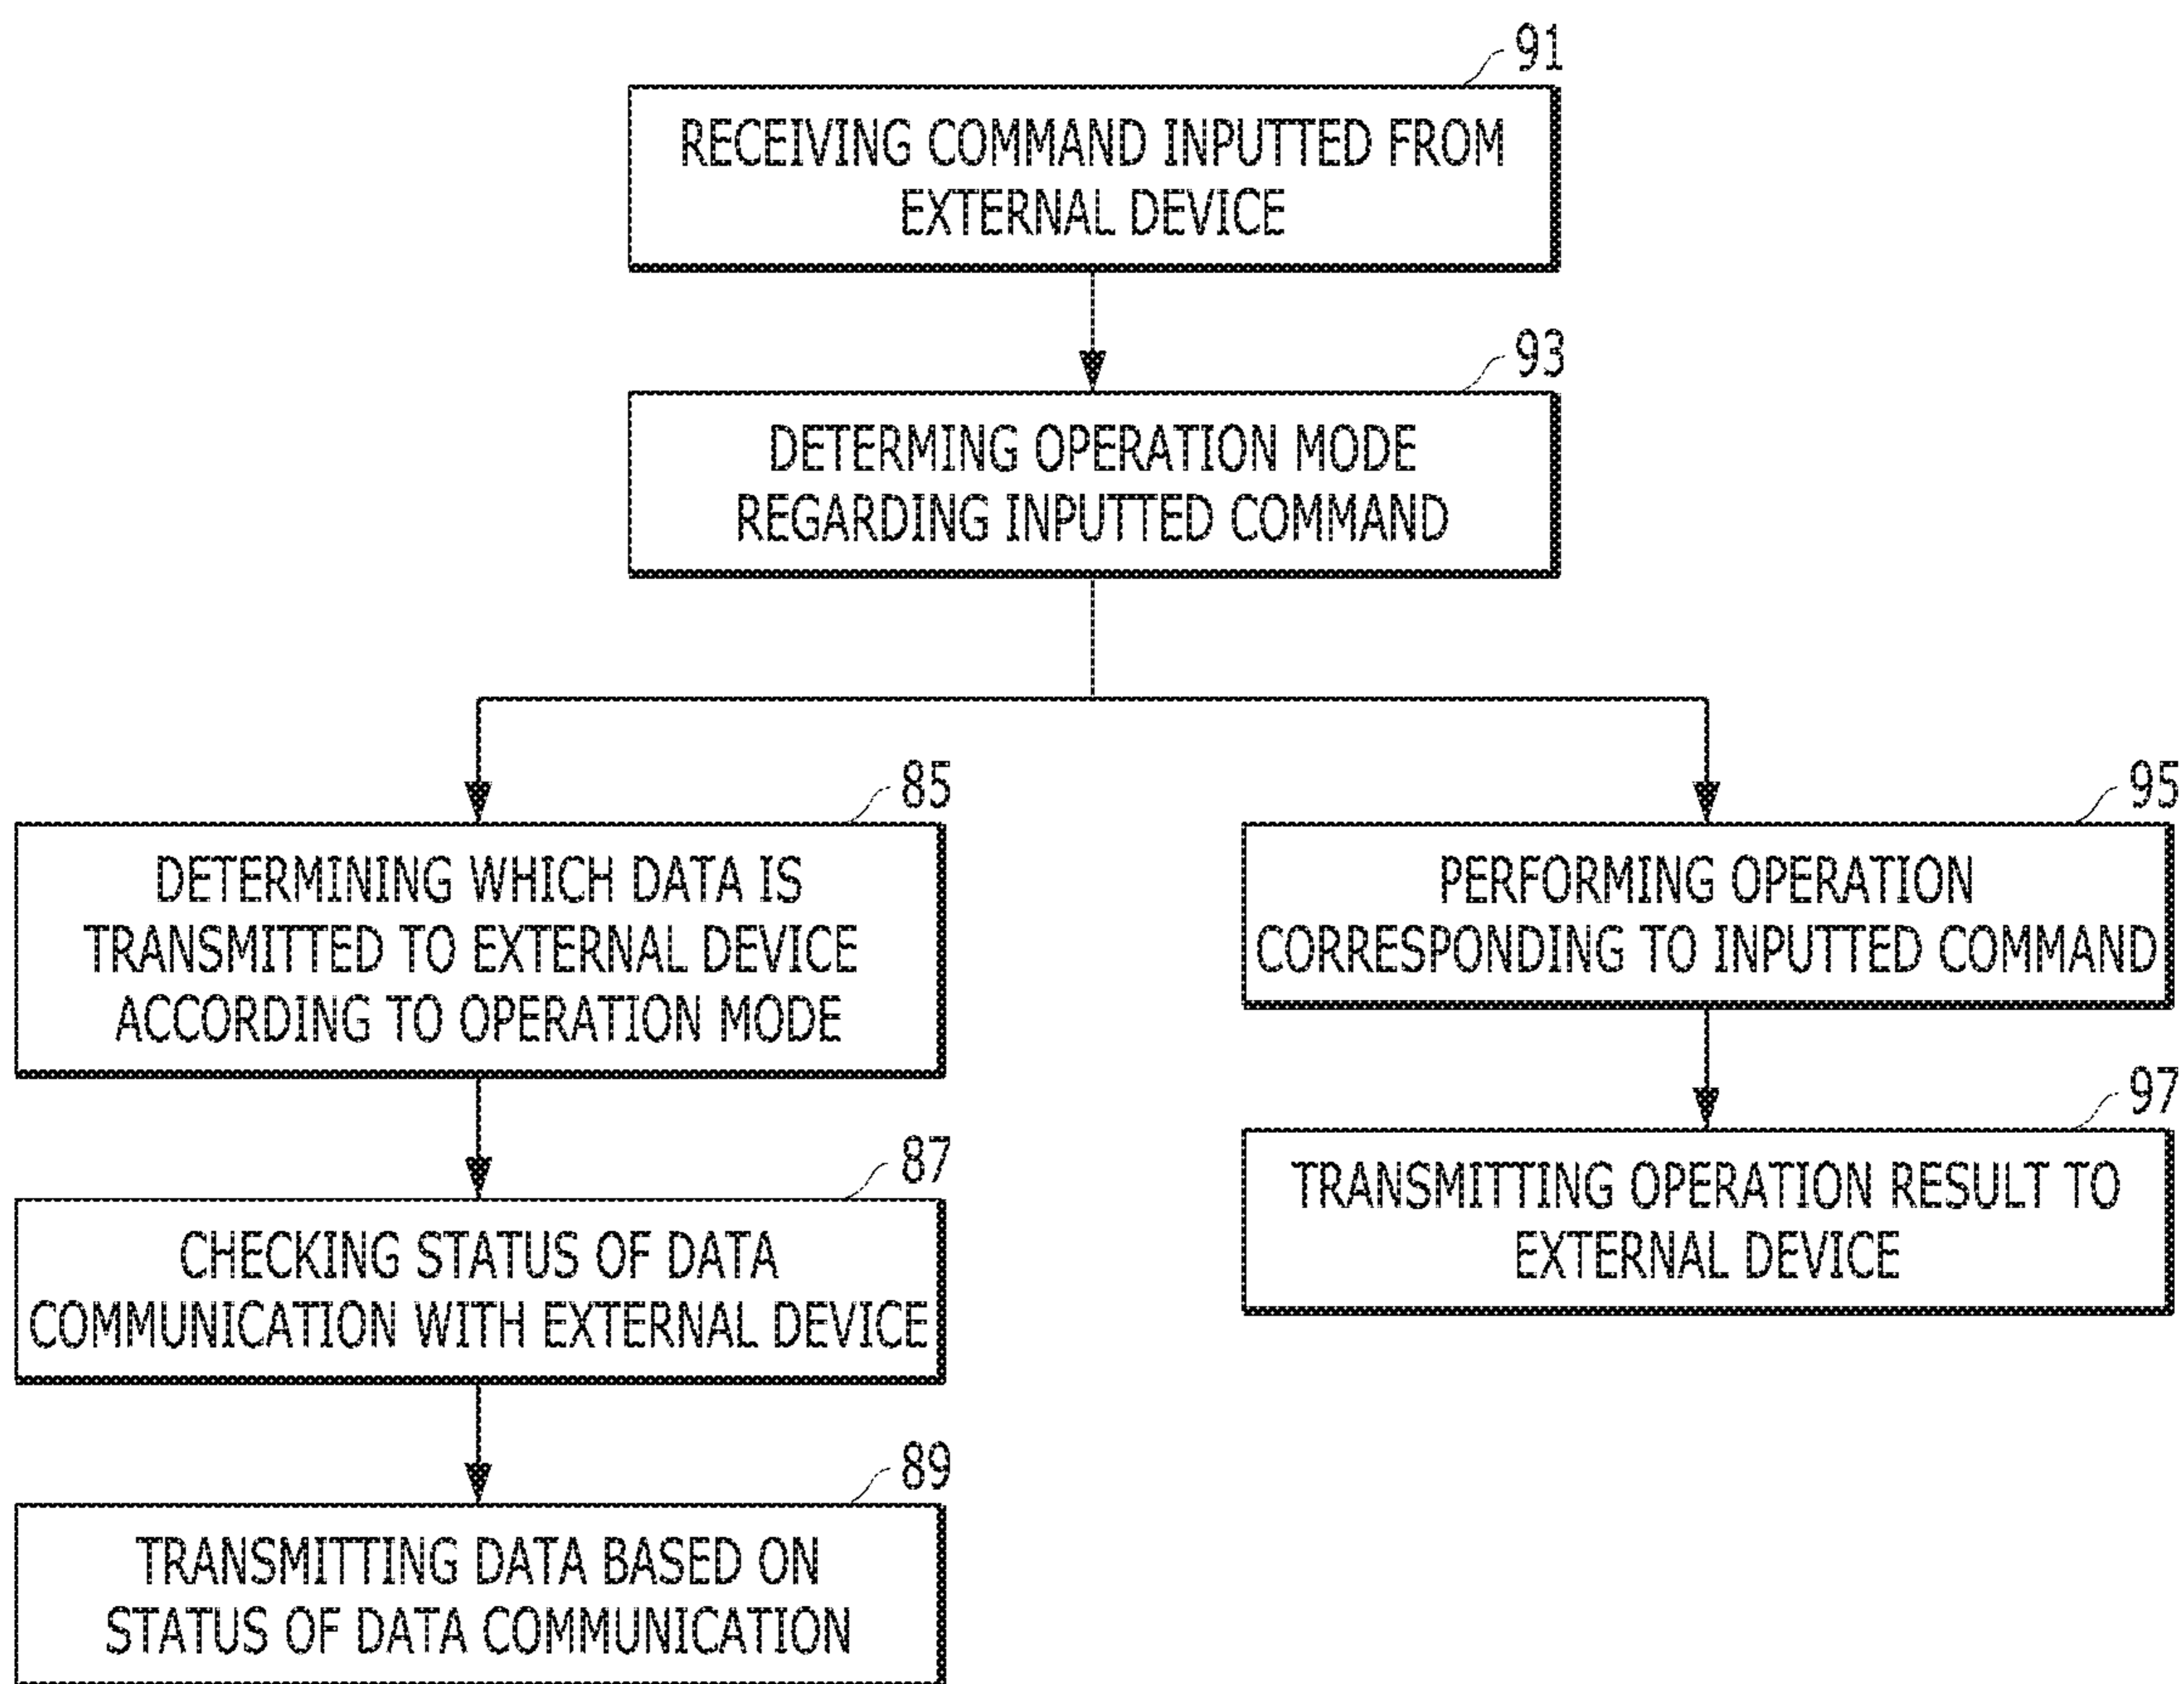 91
RECEIVING COMMAND INPUTTED FROM
EXTERNAL DEVICE
93
DETERMING OPERATION MODE
REGARDING INPUTTED COMMAND
85
DETERMINING WHICH DATA IS
TRANSMITTED TO EXTERNAL DEVICE
ACCORDING TO OPERATION MODE
87
CHECKING STATUS OF DATA
COMMUNICATION WITH EXTERNAL DEVICE
89
TRANSMITTING DATA BASED ON
STATUS OF DATA COMMUNICATION
95
PERFORMING OPERATION
CORRESPONDING TO INPUTTED COMMAND
97
TRANSMITTING OPERATION RESULT TO
EXTERNAL DEVICE